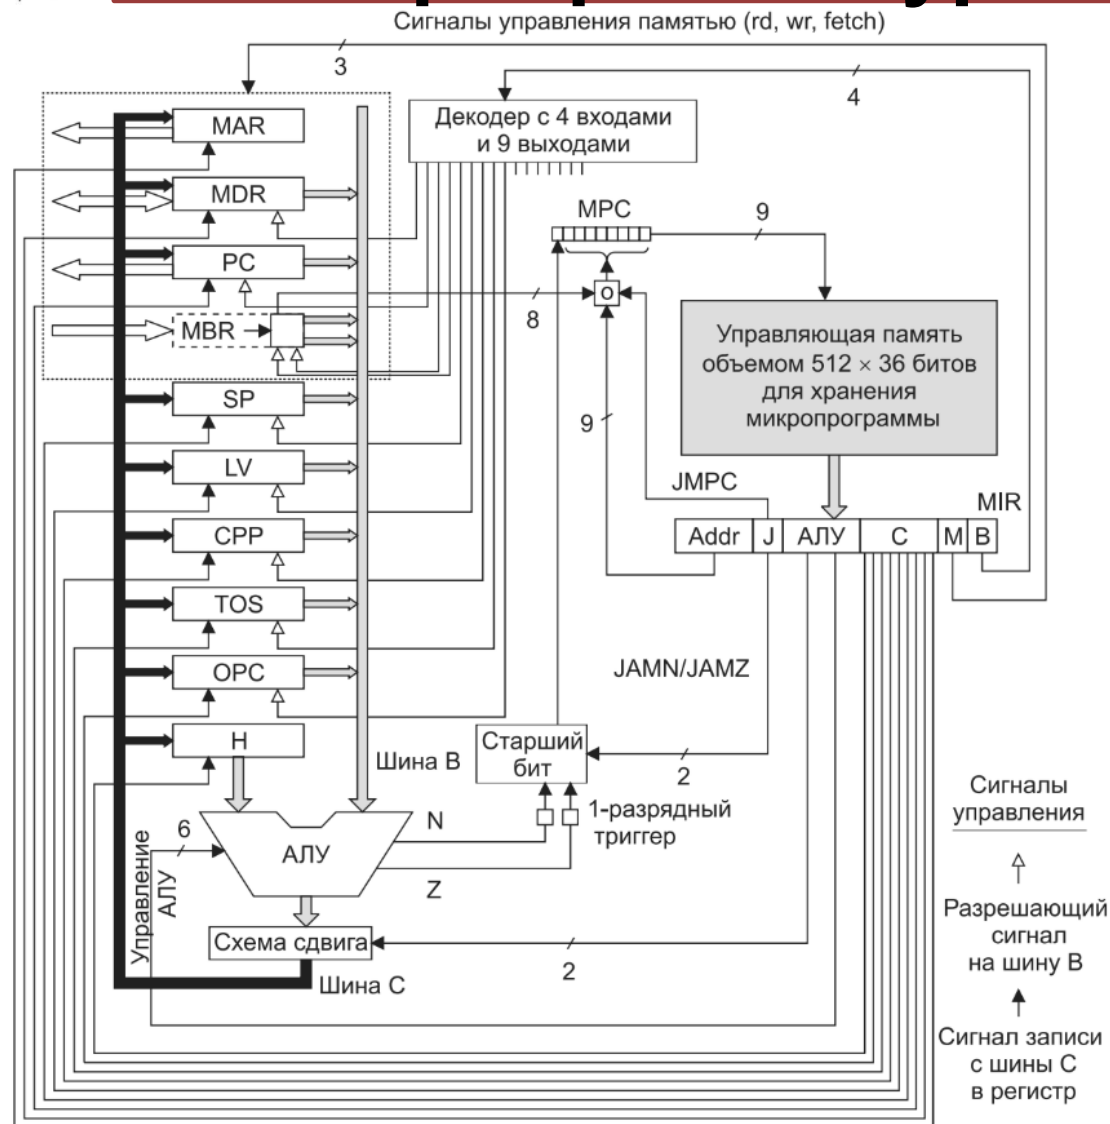 Сигналы управления памятью (rd, wr, fetch)
3
4
Декодер с 4 входами
и 9 выходами
MAR
MDR
PC
MBR
SP
LV
CPP
TOS
OPC
H
MPC
9
8
O
9
Управляющая память
объемом 512 × 36 битов
для хранения
микропрограммы
JMPC
MIR
Addr J АЛУ C M B
JAMN/JAMZ
Старший
бит
2
1-разрядный
триггер
Шина B
N
Z
АЛУ
6
Управление
АЛУ
Схема сдвига
2
Шина C
Сигналы
управления
Разрешающий
сигнал
на шину B
Сигнал записи
с шины C
в регистр